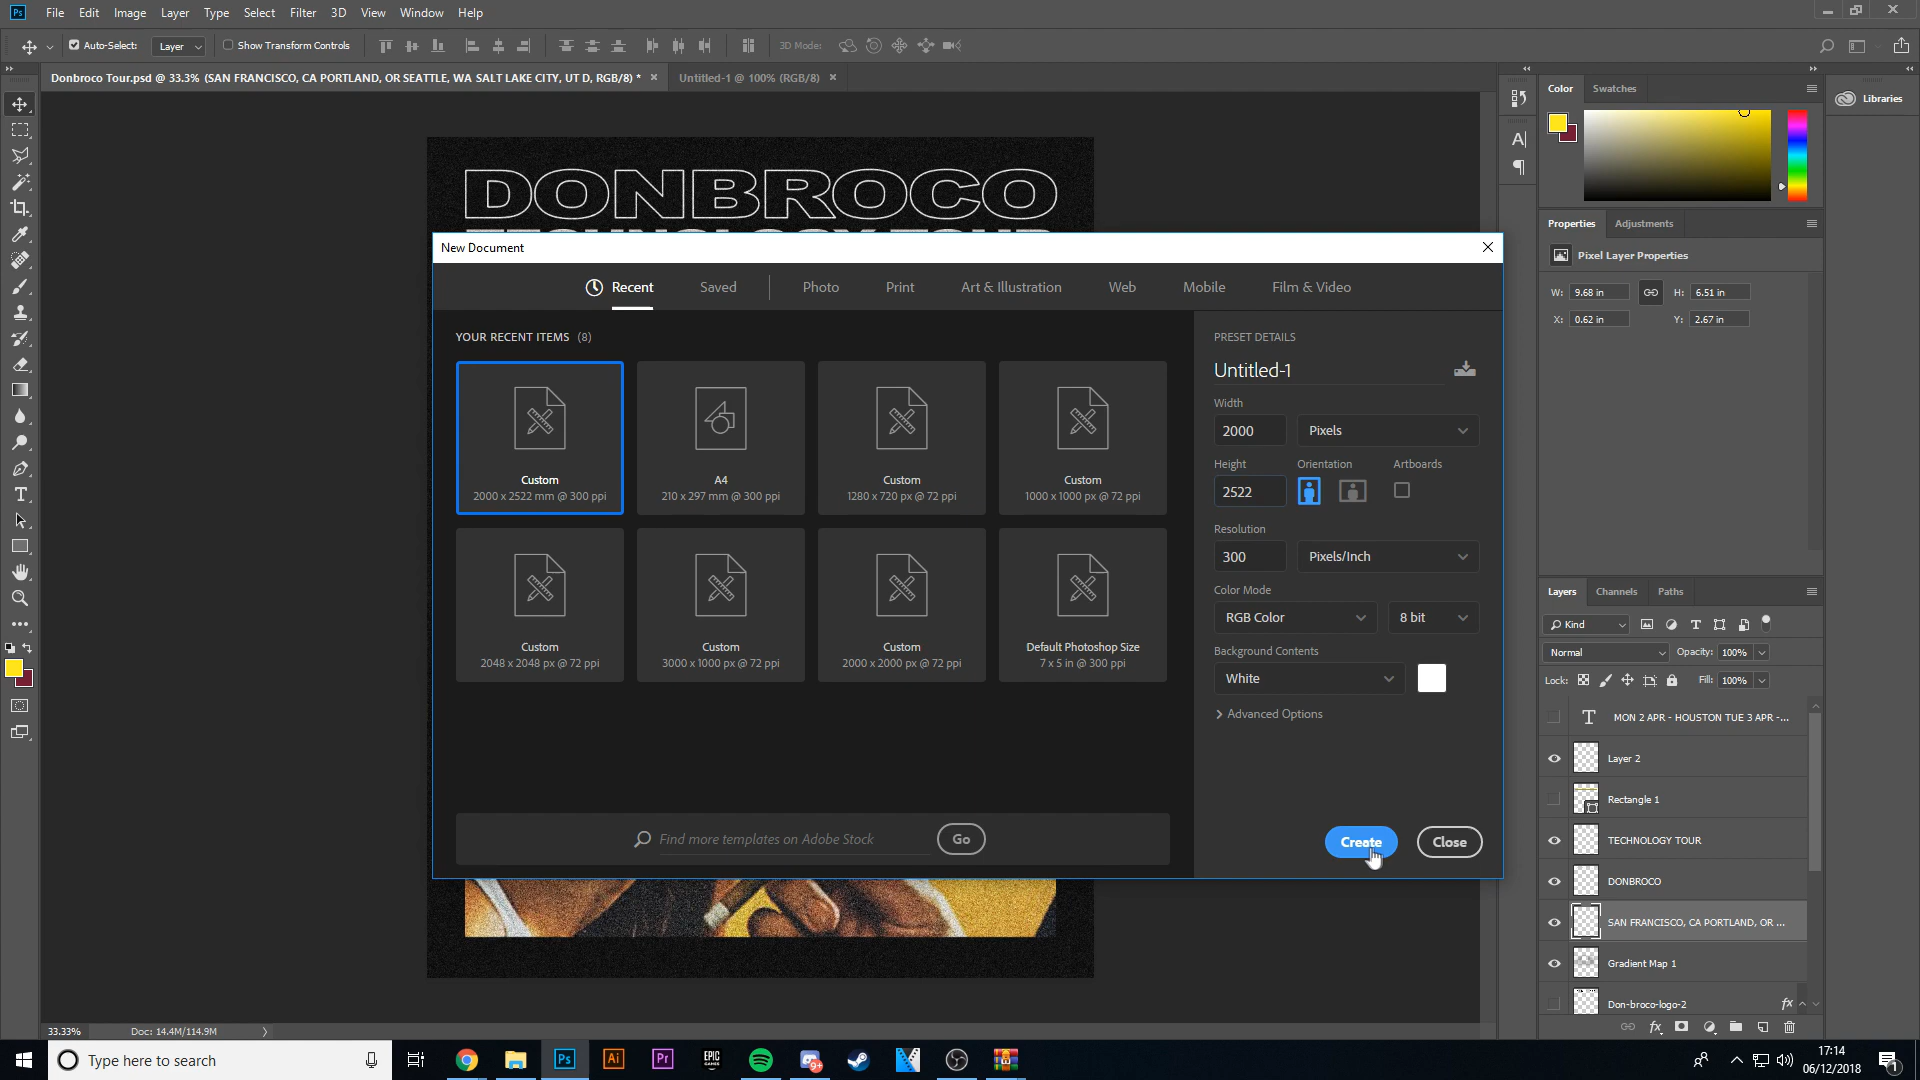 Ps File Edit Image Layer Type Select Filter 3D View Window Help
Auto-Select: Layer Show Transform Controls 3D Mode:
Donbroco Tour.psd @ 33.3% (SAN FRANCISCO, CA PORTLAND, OR SEATTLE, WA SALT LAKE CITY, UT D, RGB/8) * Untitled-1 @ 100% (RGB/8)
DONBROCO
TECHNOLOGY TOUR
New Document
Recent Saved Photo Print Art & Illustration Web Mobile Film & Video
YOUR RECENT ITEMS (8)
Custom
2000 x 2522 mm @ 300 ppi
A4
210 x 297 mm @ 300 ppi
Custom
1280 x 720 px @ 72 ppi
Custom
1000 x 1000 px @ 72 ppi
Custom
2048 x 2048 px @ 72 ppi
Custom
3000 x 1000 px @ 72 ppi
Custom
2000 x 2000 px @ 72 ppi
Default Photoshop Size
7 x 5 in @ 300 ppi
Find more templates on Adobe Stock Go
PRESET DETAILS
Untitled-1
Width
2000 Pixels
Height Orientation Artboards
2522
Resolution
300 Pixels/Inch
Color Mode
RGB Color 8 bit
Background Contents
White
Advanced Options
Create Close
Color Swatches
Libraries
Properties Adjustments
Pixel Layer Properties
W: 9.68 in H: 6.51 in
X: 0.62 in Y: 2.67 in
Layers Channels Paths
Kind
Normal Opacity: 100%
Lock: Fill: 100%
MON 2 APR - HOUSTON TUE 3 APR -...
Layer 2
Rectangle 1
TECHNOLOGY TOUR
DONBROCO
SAN FRANCISCO, CA PORTLAND, OR ...
Gradient Map 1
Don-broco-logo-2 fx
fx
33.33% Doc: 14.4M/114.9M
Type here to search
Ps Ai Pr EPIC GAMES
17:14
06/12/2018
1